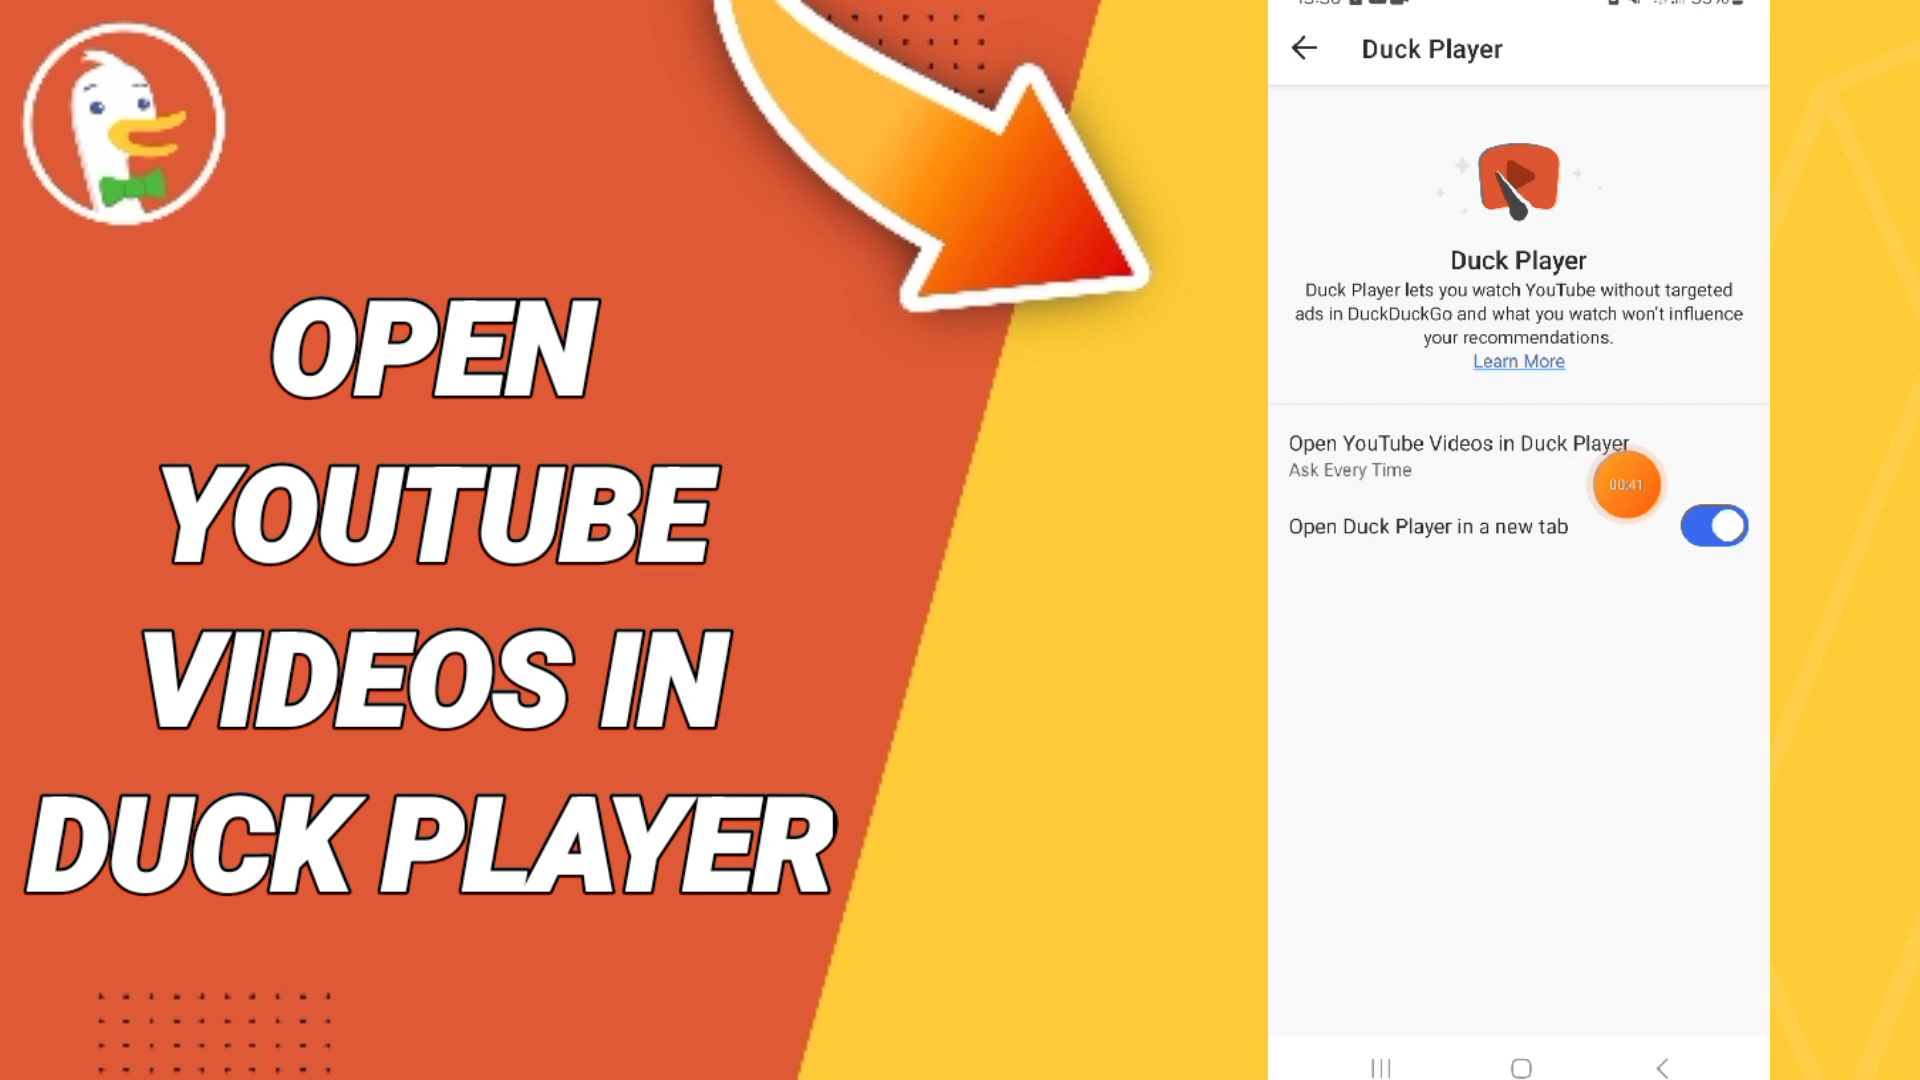 OPEN
YOUTUBE
VIDEOS IN
DUCK PLAYER
Duck Player
Duck Player
Duck Player lets you watch YouTube without targeted
ads in DuckDuckGo and what you watch won't influence
your recommendations.
Learn More
Open YouTube Videos in Duck Player
Ask Every Time
00:41
Open Duck Player in a new tab